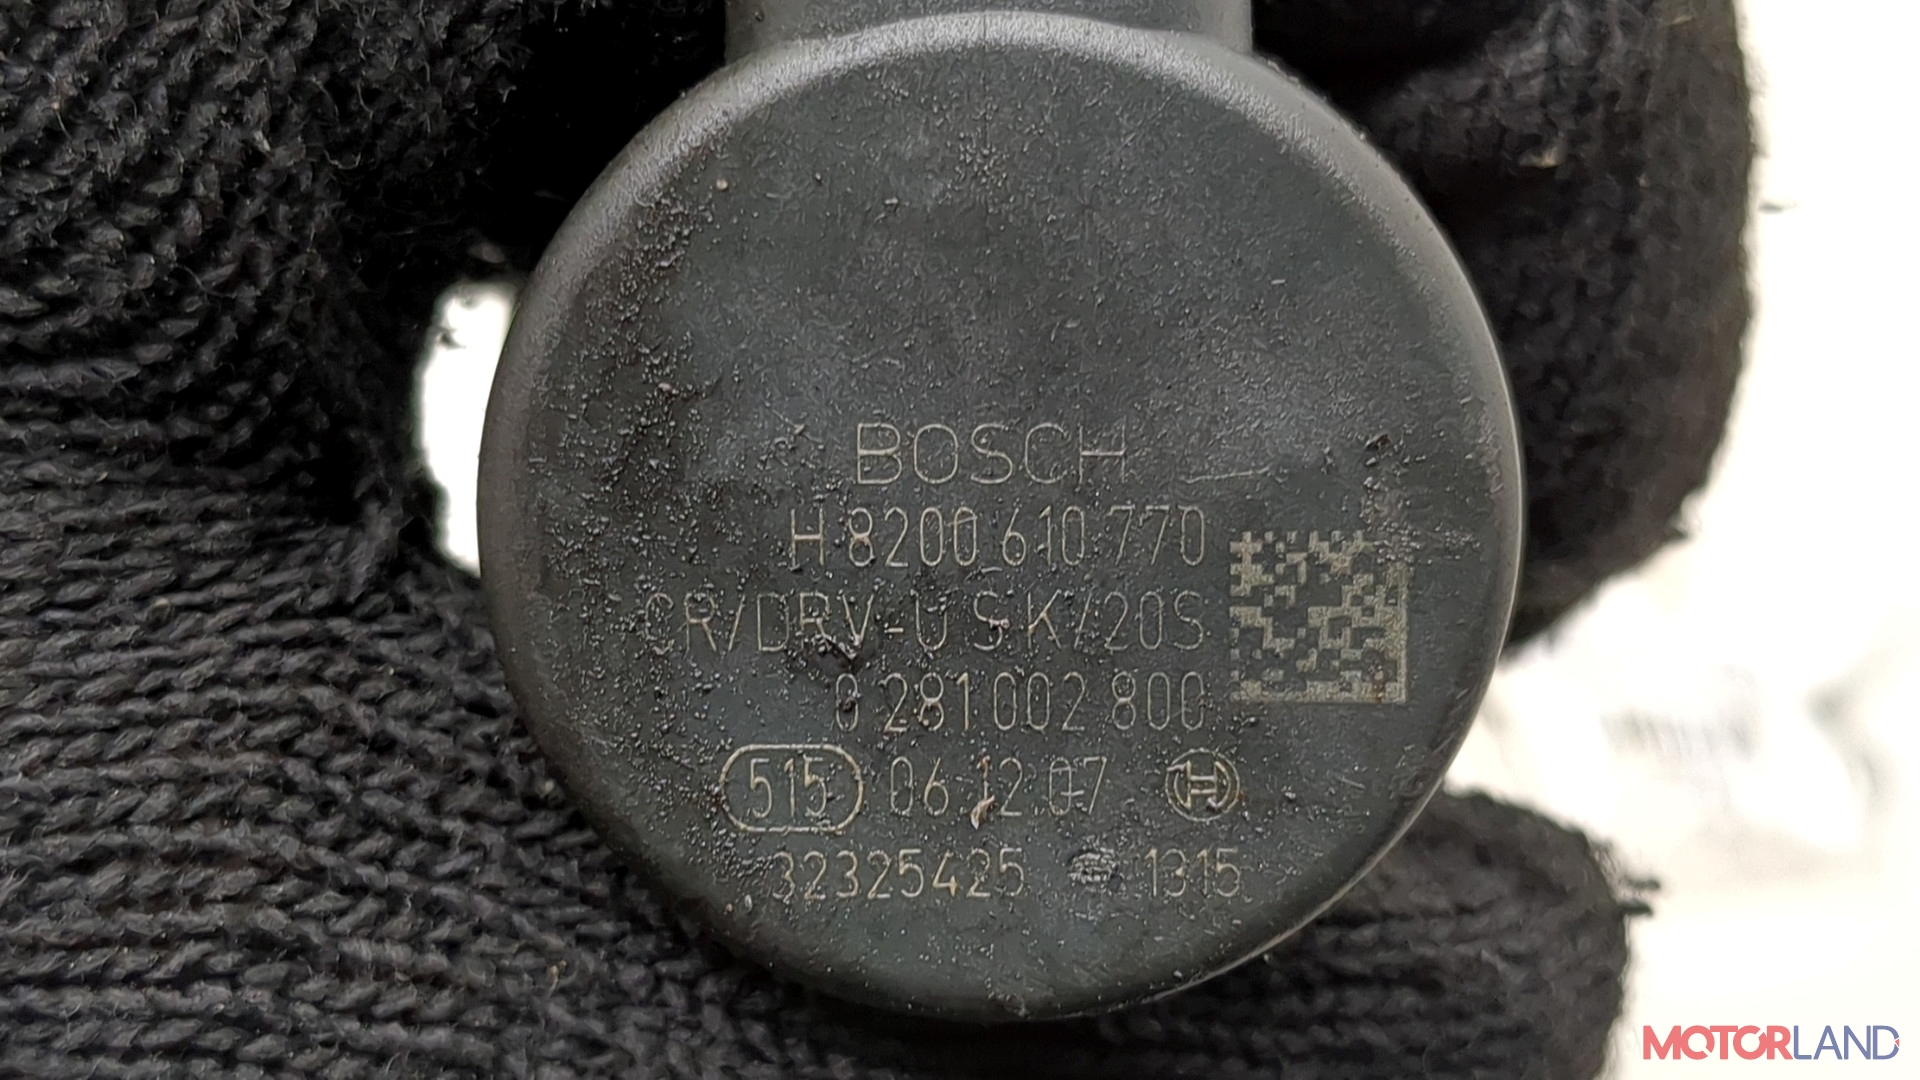 BOSCH
H 8200 610 770
CR/DRV-U S K/20S
0 281 002 800
515 06 12 07 H
32325425 1315
MOTORLAND